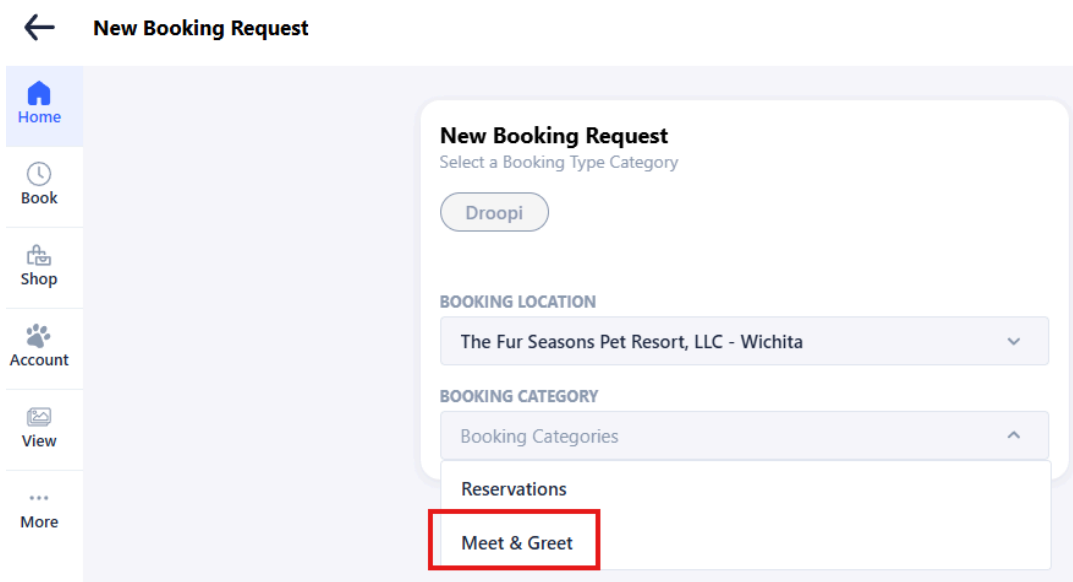 New Booking Request
Home
Book
Shop
Account
View
More
New Booking Request
Select a Booking Type Category
Droopi
BOOKING LOCATION
The Fur Seasons Pet Resort, LLC - Wichita
BOOKING CATEGORY
Booking Categories
Reservations
Meet & Greet